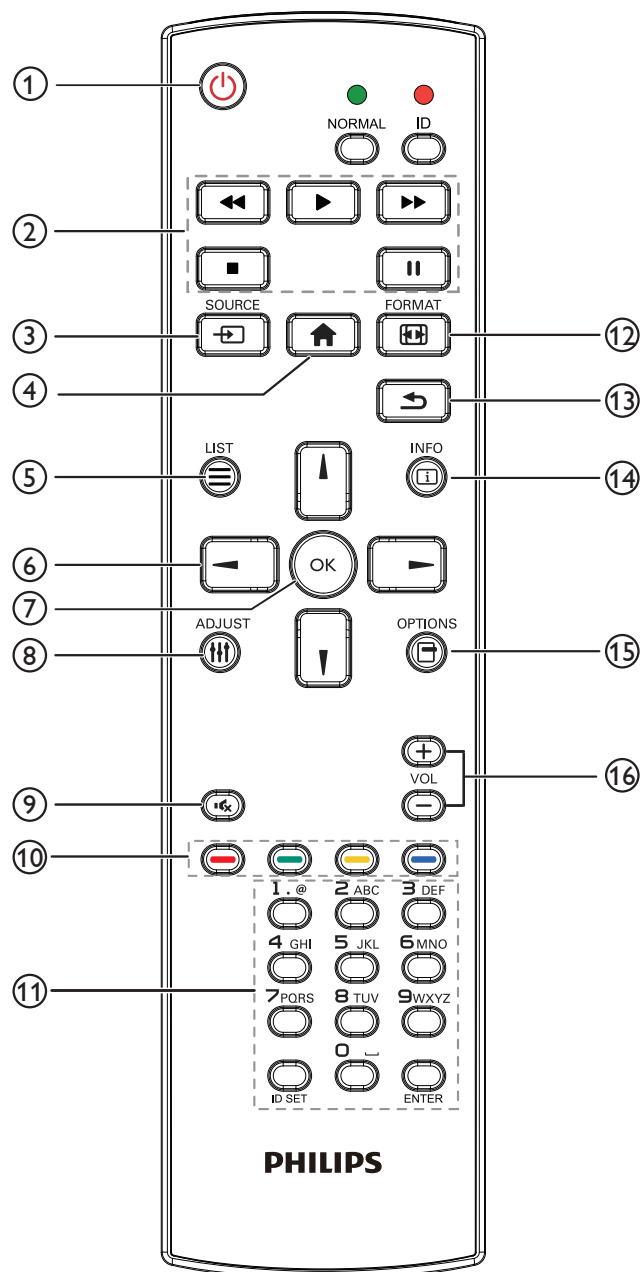 1
NORMAL ID
2
SOURCE FORMAT
3 12
4
13
LIST INFO
5 i 14
6 OK
7
ADJUST OPTIONS
8 15
+
VOL 16
9 −
10
1 . @ 2 ABC 3 DEF
4 GHI 5 JKL 6 MNO
11
7 PQRS 8 TUV 9 WXYZ
0 ⎵
ID SET ENTER
PHILIPS